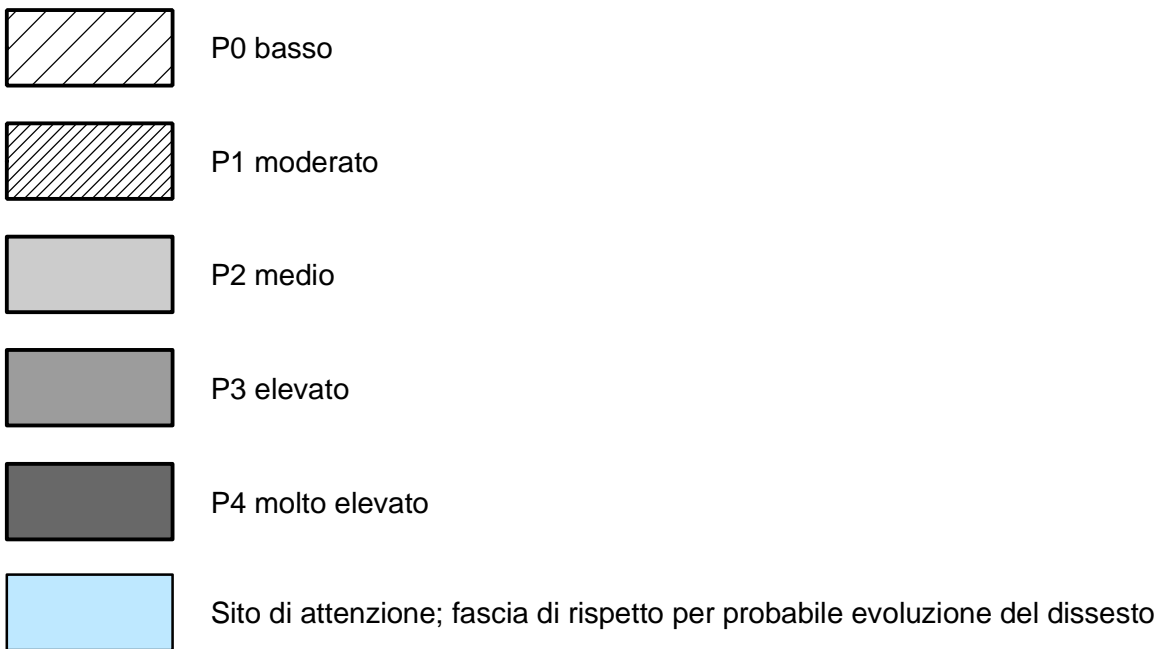 P0 basso
P1 moderato
P2 medio
P3 elevato
P4 molto elevato
Sito di attenzione; fascia di rispetto per probabile evoluzione del dissesto